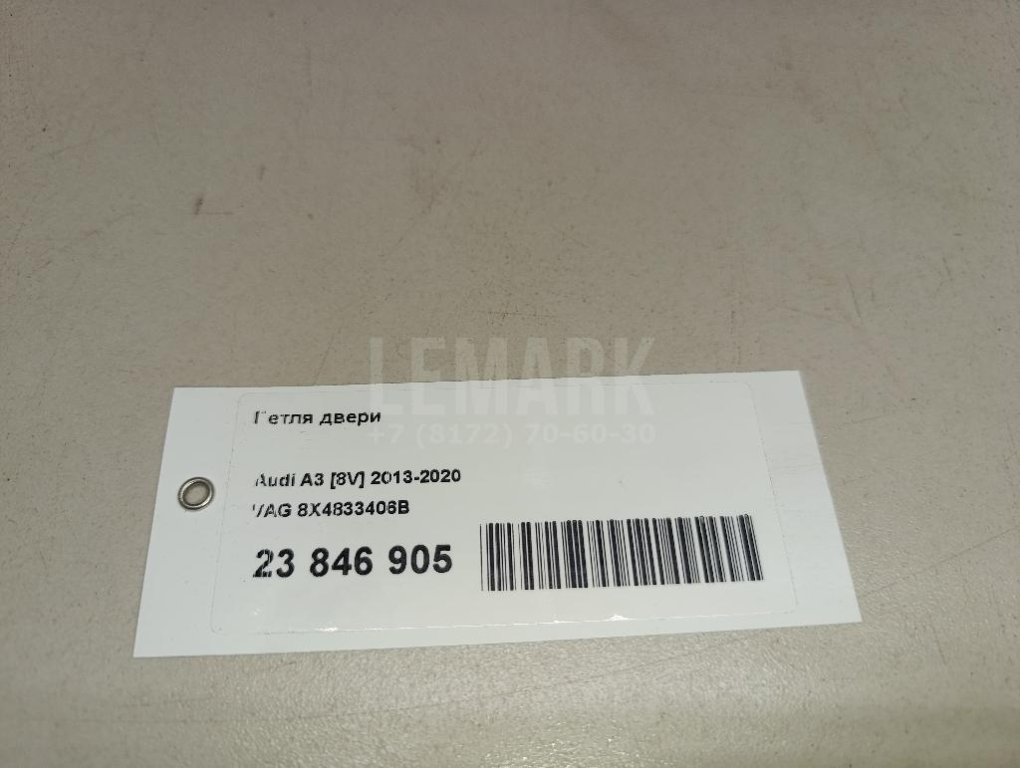 LEMARK
+7 (8172) 70-60-30
Петля двери
Audi A3 [8V] 2013-2020
VAG 8X4833406B
23 846 905